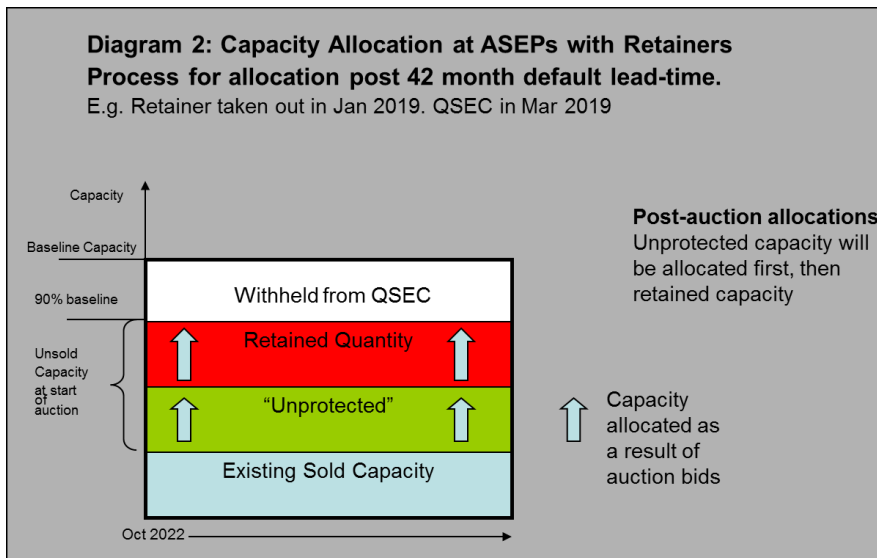 Diagram 2: Capacity Allocation at ASEPs with Retainers
Process for allocation post 42 month default lead-time.
E.g. Retainer taken out in Jan 2019. QSEC in Mar 2019
Capacity
Baseline Capacity
90% baseline
Unsold
Capacity
at start
of
auction
Withheld from QSEC
Retained Quantity
“Unprotected”
Existing Sold Capacity
Oct 2022
Post-auction allocations
Unprotected capacity will
be allocated first, then
retained capacity
Capacity
allocated as
a result of
auction bids